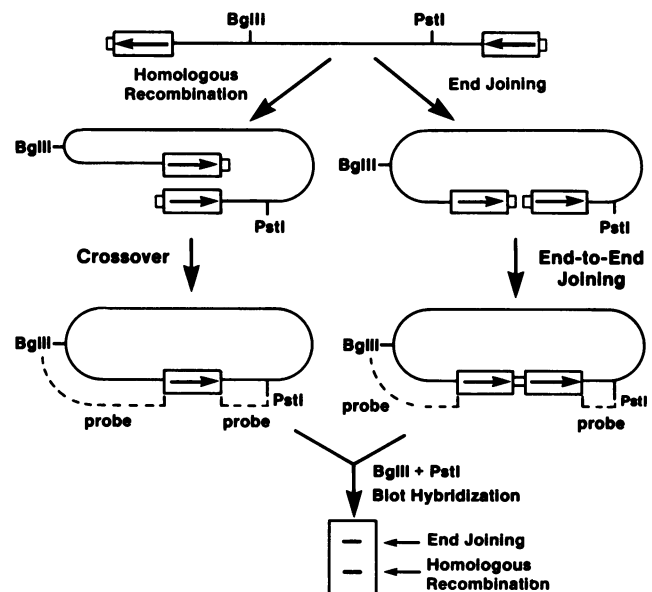 BglII
PstI
Homologous
Recombination
End Joining
BglII
BglII
PstI
PstI
Crossover
End-to-End
Joining
BglII
BglII
PstI
PstI
probe
probe
probe
probe
BglII + PstI
Blot Hybridization
End Joining
Homologous
Recombination